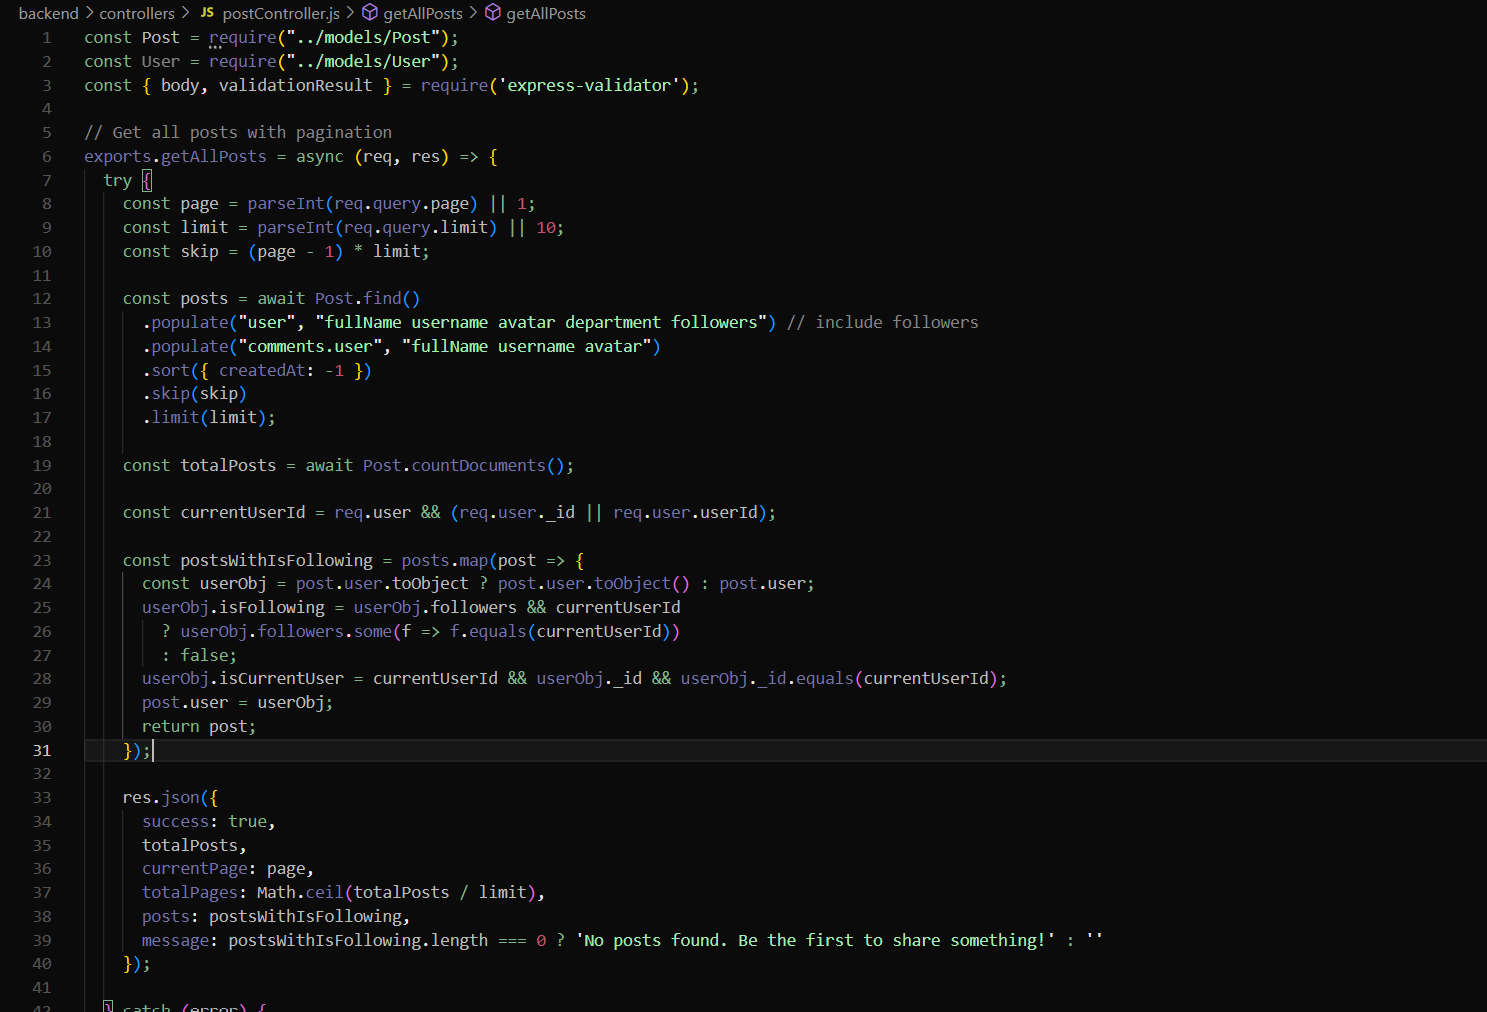 backend > controllers > JS postController.js > getAllPosts > getAllPosts
1 const Post = require("../models/Post");
2 const User = require("../models/User");
3 const { body, validationResult } = require('express-validator');
4
5 // Get all posts with pagination
6 exports.getAllPosts = async (req, res) => {
7 try {
8 const page = parseInt(req.query.page) || 1;
9 const limit = parseInt(req.query.limit) || 10;
10 const skip = (page - 1) * limit;
11
12 const posts = await Post.find()
13 .populate("user", "fullName username avatar department followers") // include followers
14 .populate("comments.user", "fullName username avatar")
15 .sort({ createdAt: -1 })
16 .skip(skip)
17 .limit(limit);
18
19 const totalPosts = await Post.countDocuments();
20
21 const currentUserId = req.user && (req.user._id || req.user.userId);
22
23 const postsWithIsFollowing = posts.map(post => {
24 const userObj = post.user.toObject ? post.user.toObject() : post.user;
25 userObj.isFollowing = userObj.followers && currentUserId
26 ? userObj.followers.some(f => f.equals(currentUserId))
27 : false;
28 userObj.isCurrentUser = currentUserId && userObj._id && userObj._id.equals(currentUserId);
29 post.user = userObj;
30 return post;
31 });
32
33 res.json({
34 success: true,
35 totalPosts,
36 currentPage: page,
37 totalPages: Math.ceil(totalPosts / limit),
38 posts: postsWithIsFollowing,
39 message: postsWithIsFollowing.length === 0 ? 'No posts found. Be the first to share something!' : ''
40 });
41
42 } catch (error) {